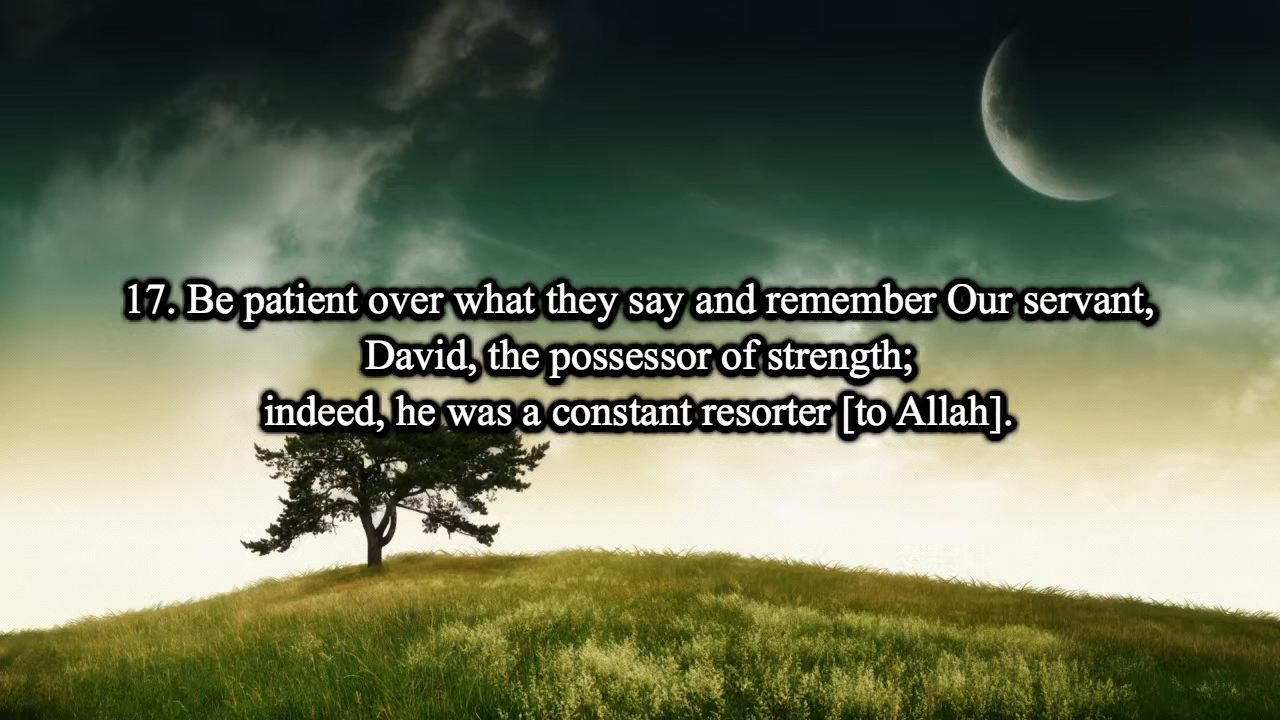 17. Be patient over what they say and remember Our servant,
David, the possessor of strength;
indeed, he was a constant resorter [to Allah].